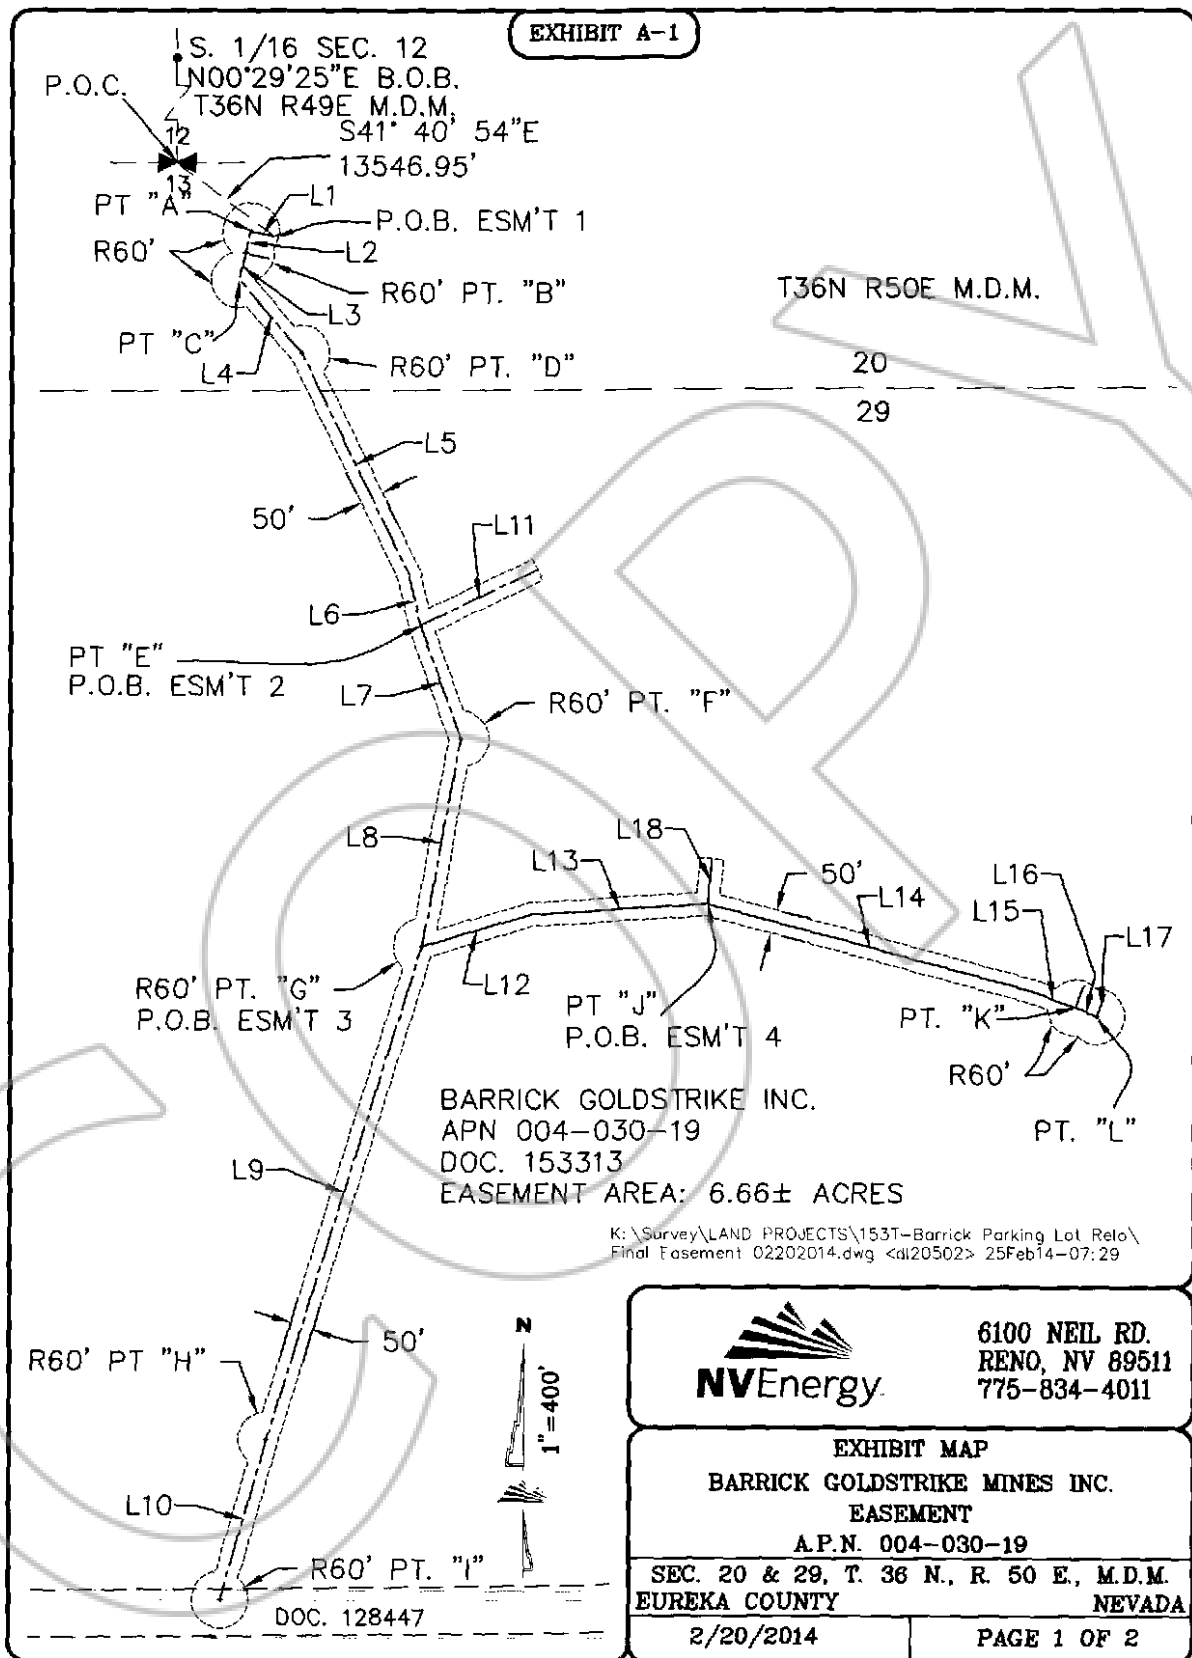 EXHIBIT A-1
S. 1/16 SEC. 12
N00°29'25"E B.O.B.
T36N R49E M.D.M.
P.O.C.
S41° 40' 54"E
13546.95'
12
13
PT "A"
L1
P.O.B. ESM'T 1
R60'
L2
R60' PT. "B"
L3
PT "C"
L4
R60' PT. "D"
T36N R50E M.D.M.
20
29
L5
50'
L11
L6
PT "E"
P.O.B. ESM'T 2
L7
R60' PT. "F"
L8
L18
L13
50'
L14
L16
L15
L17
R60' PT. "G"
P.O.B. ESM'T 3
L12
PT "J"
P.O.B. ESM'T 4
PT. "K"
R60'
PT. "L"
BARRICK GOLDSTRIKE INC.
APN 004-030-19
DOC. 153313
EASEMENT AREA: 6.66± ACRES
L9
K:\Survey\LAND PROJECTS\153T-Barrick Parking Lot Relo\
Final Easement 02202014.dwg <dl20502> 25Feb14-07:29
50'
R60' PT "H"
N
1"=400'
L10
R60' PT. "I"
DOC. 128447
NVEnergy.
6100 NEIL RD.
RENO, NV 89511
775-834-4011
EXHIBIT MAP
BARRICK GOLDSTRIKE MINES INC.
EASEMENT
A.P.N. 004-030-19
SEC. 20 & 29, T. 36 N., R. 50 E., M.D.M.
EUREKA COUNTY NEVADA
2/20/2014 PAGE 1 OF 2
COPY